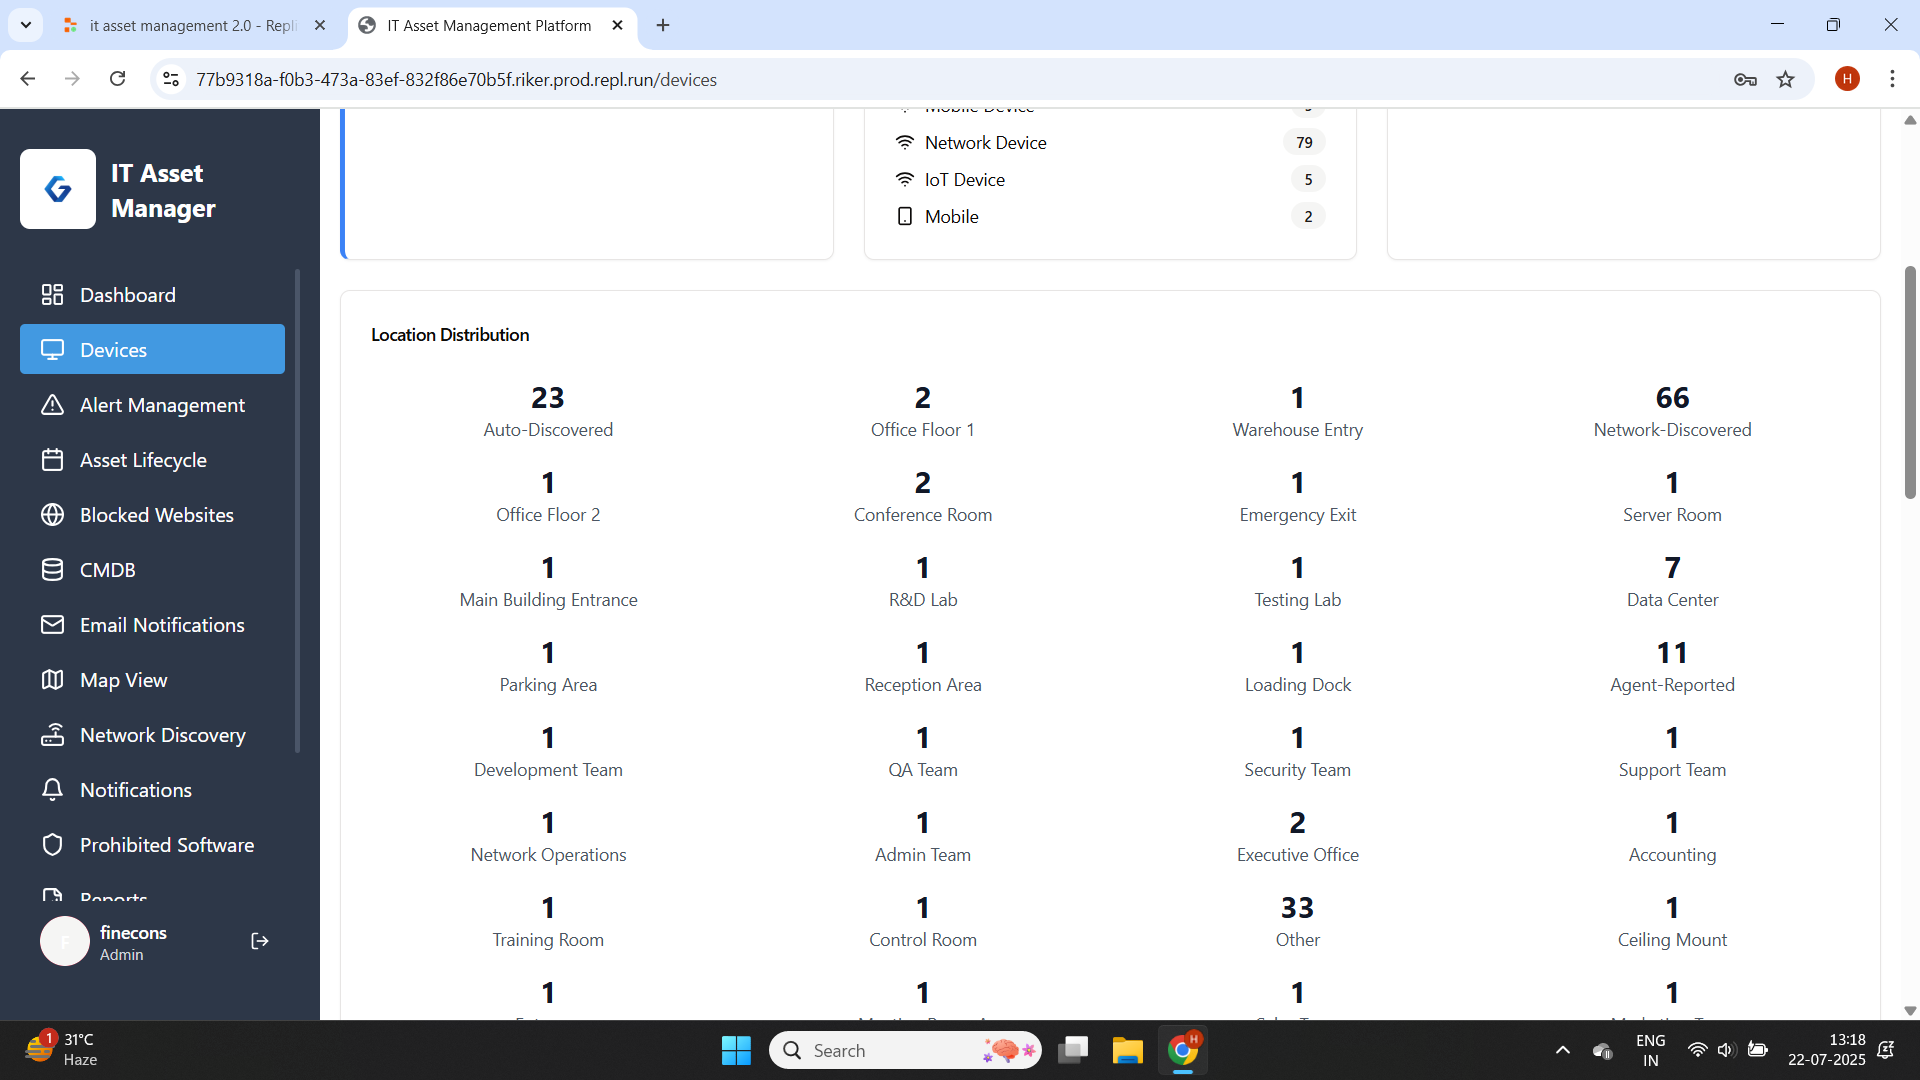 it asset management 2.0 - Repli
IT Asset Management Platform
77b9318a-f0b3-473a-83ef-832f86e70b5f.riker.prod.repl.run/devices
H
IT Asset
Manager
Dashboard
Devices
Alert Management
Asset Lifecycle
Blocked Websites
CMDB
Email Notifications
Map View
Network Discovery
Notifications
Prohibited Software
Reports
F
finecons
Admin
Mobile Device
Network Device 79
IoT Device 5
Mobile 2
Location Distribution
23 2 1 66
Auto-Discovered Office Floor 1 Warehouse Entry Network-Discovered
1 2 1 1
Office Floor 2 Conference Room Emergency Exit Server Room
1 1 1 7
Main Building Entrance R&D Lab Testing Lab Data Center
1 1 1 11
Parking Area Reception Area Loading Dock Agent-Reported
1 1 1 1
Development Team QA Team Security Team Support Team
1 1 2 1
Network Operations Admin Team Executive Office Accounting
1 1 33 1
Training Room Control Room Other Ceiling Mount
1 1 1 1
1
31°C
Haze
Search
H
ENG
IN
13:18
22-07-2025